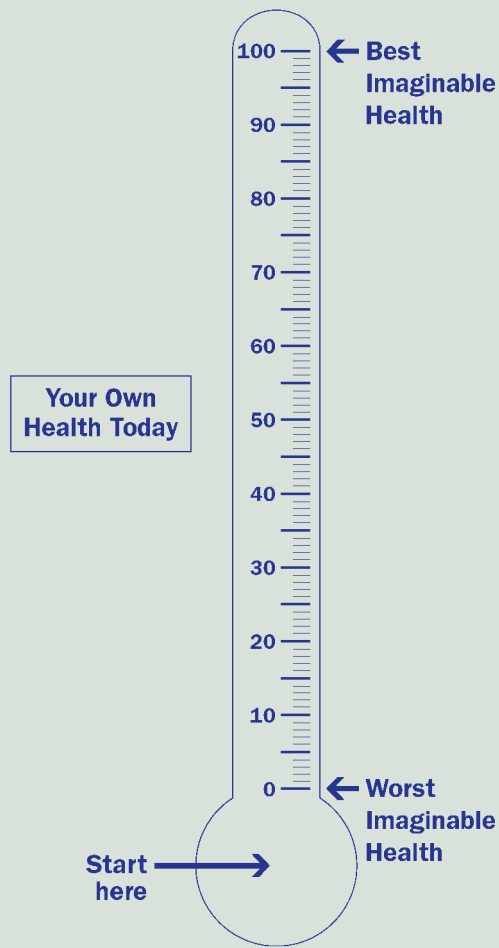 100
Best
Imaginable
Health
90
80
70
60
Your Own
Health Today
50
40
30
20
10
0
Worst
Imaginable
Health
Start
here